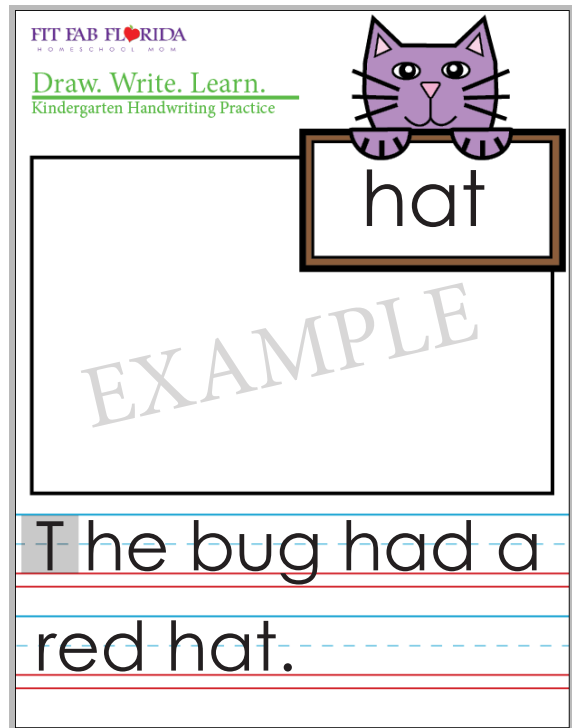 FIT FAB FLORIDA
HOMESCHOOL MOM
Draw. Write. Learn.
Kindergarten Handwriting Practice
hat
EXAMPLE
The bug had a
red hat.